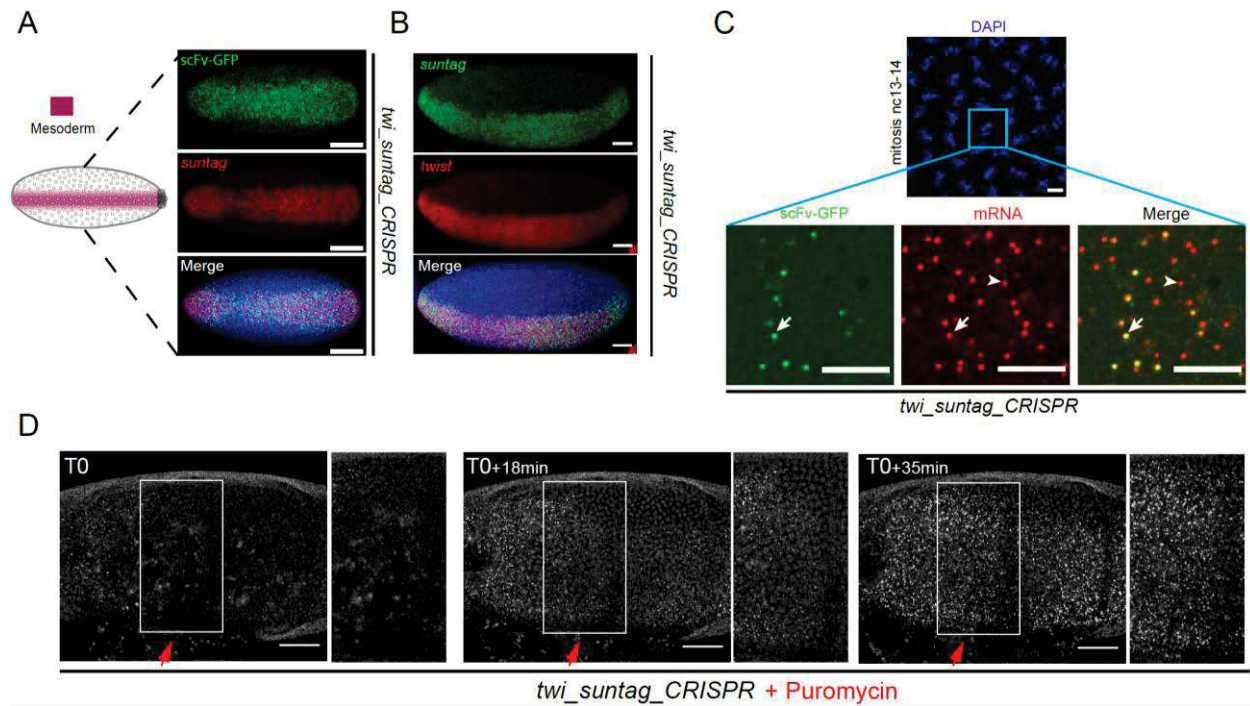 A
Mesoderm
scFv-GFP
suntag
Merge
twi_suntag_CRISPR
B
suntag
twist
Merge
twi_suntag_CRISPR
C
DAPI
mitosis nc13-14
scFv-GFP
mRNA
Merge
twi_suntag_CRISPR
D
T0
T0+18min
T0+35min
twi_suntag_CRISPR + Puromycin